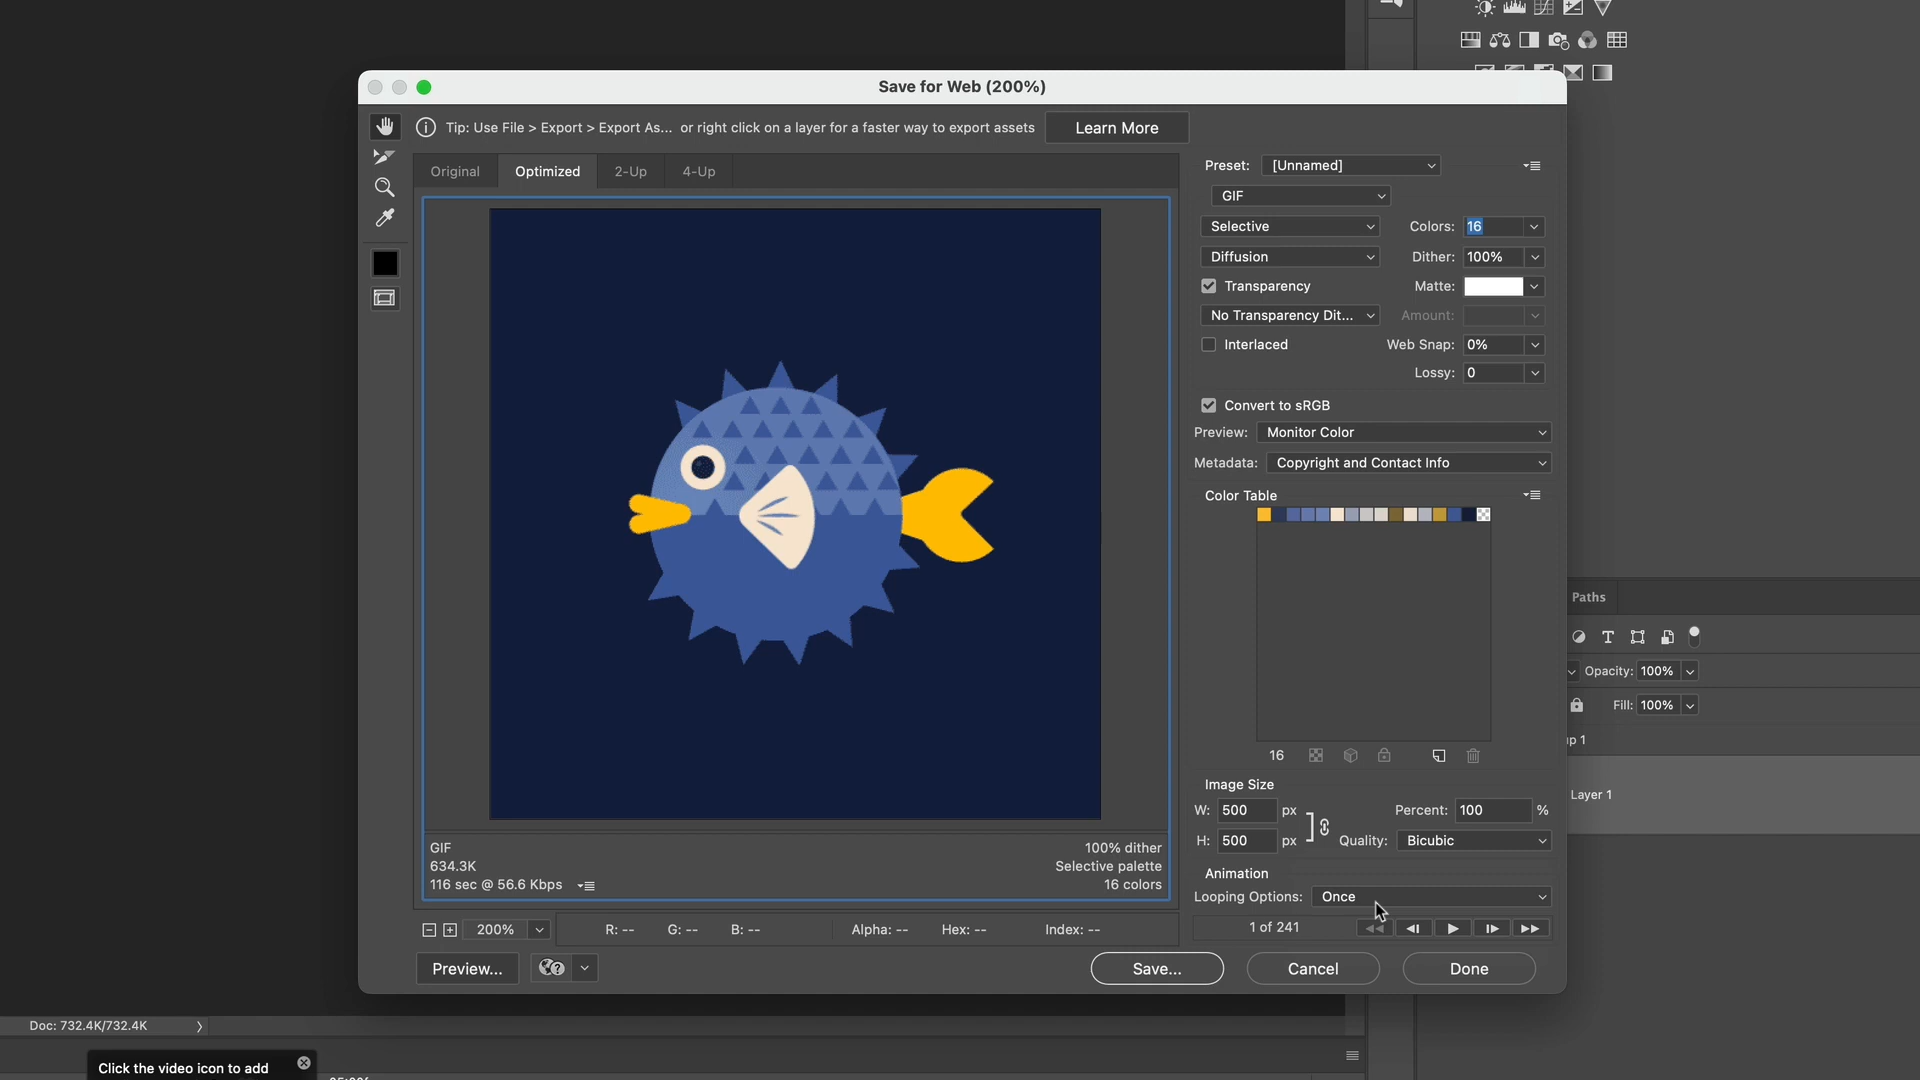 Save for Web (200%)
Tip: Use File > Export > Export As... or right click on a layer for a faster way to export assets
Learn More
Original
Optimized
2-Up
4-Up
Preset:
[Unnamed]
GIF
Selective
Colors:
16
Diffusion
Dither:
100%
Transparency
Matte:
No Transparency Dit...
Amount:
Interlaced
Web Snap:
0%
Lossy:
0
Convert to sRGB
Preview:
Monitor Color
Metadata:
Copyright and Contact Info
Color Table
16
Image Size
W:
500
px
Percent:
100
%
H:
500
px
Quality:
Bicubic
Animation
Looping Options:
Once
1 of 241
GIF
634.3K
116 sec @ 56.6 Kbps
100% dither
Selective palette
16 colors
200%
R: --
G: --
B: --
Alpha: --
Hex: --
Index: --
Preview...
Save...
Cancel
Done
Paths
Opacity:
100%
Fill:
100%
up 1
Layer 1
Doc: 732.4K/732.4K
Click the video icon to add